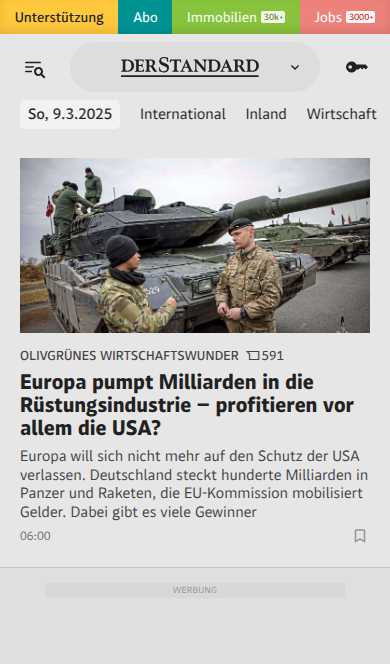 Unterstützung Abo Immobilien 30k+ Jobs 3000+
DERSTANDARD
So, 9.3.2025 International Inland Wirtschaft
OLIVGRÜNES WIRTSCHAFTSWUNDER 591
Europa pumpt Milliarden in die
Rüstungsindustrie – profitieren vor
allem die USA?
Europa will sich nicht mehr auf den Schutz der USA
verlassen. Deutschland steckt hunderte Milliarden in
Panzer und Raketen, die EU-Kommission mobilisiert
Gelder. Dabei gibt es viele Gewinner
06:00
WERBUNG